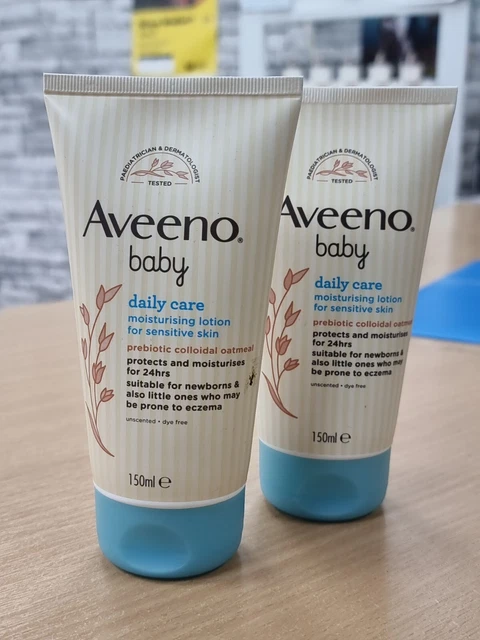 PAEDIATRICIAN & DERMATOLOGIST
TESTED
Aveeno®
baby
daily care
moisturising lotion
for sensitive skin
prebiotic colloidal oatmeal
protects and moisturises
for 24hrs
suitable for newborns &
also little ones who may
be prone to eczema
unscented • dye free
150ml ℮
PAEDIATRICIAN & DERMATOLOGIST
TESTED
Aveeno®
baby
daily care
moisturising lotion
for sensitive skin
prebiotic colloidal oatmeal
protects and moisturises
for 24hrs
suitable for newborns &
also little ones who may
be prone to eczema
unscented • dye free
150ml ℮